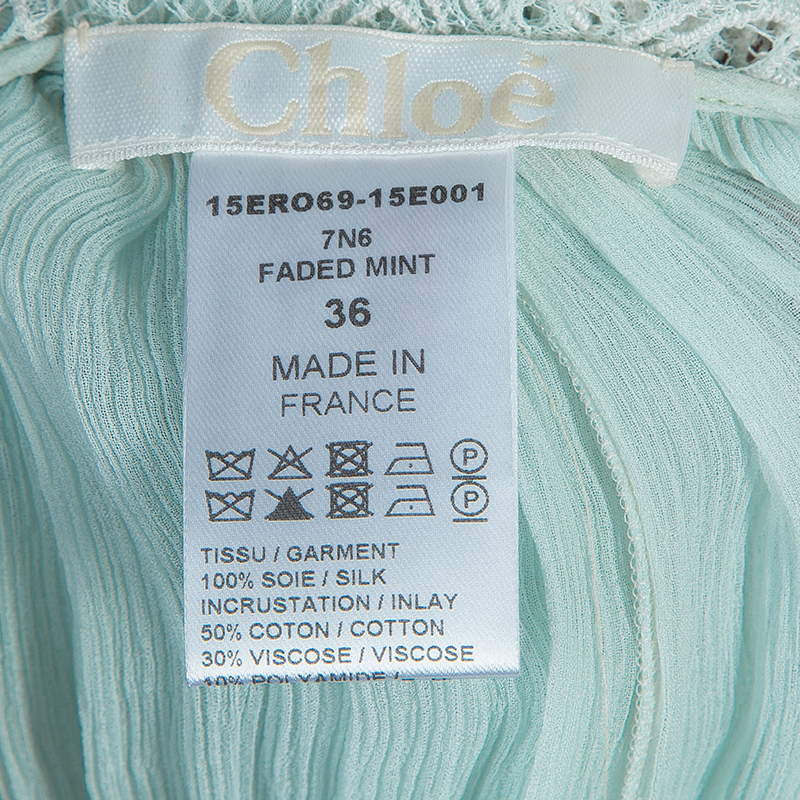 Chloé
15ERO69-15E001
7N6
FADED MINT
36
MADE IN
FRANCE
P
P
TISSU / GARMENT
100% SOIE / SILK
INCRUSTATION / INLAY
50% COTON / COTTON
30% VISCOSE / VISCOSE
POLYAMIDE /